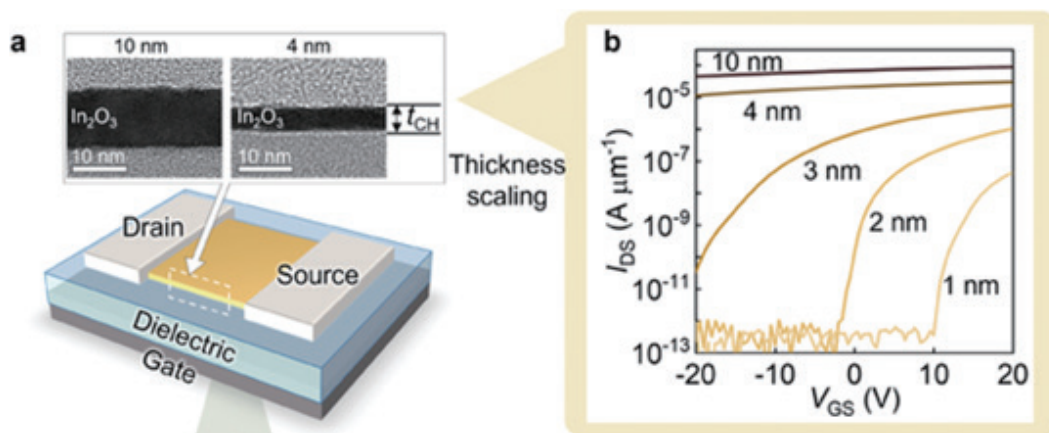 a
10 nm
4 nm
In₂O₃
In₂O₃
tCH
10 nm
10 nm
Thickness
scaling
Drain
Source
Dielectric
Gate
b
IDS (A μm⁻¹)
10⁻⁵
10⁻⁷
10⁻⁹
10⁻¹¹
10⁻¹³
10 nm
4 nm
3 nm
2 nm
1 nm
-20
-10
0
10
20
VGS (V)